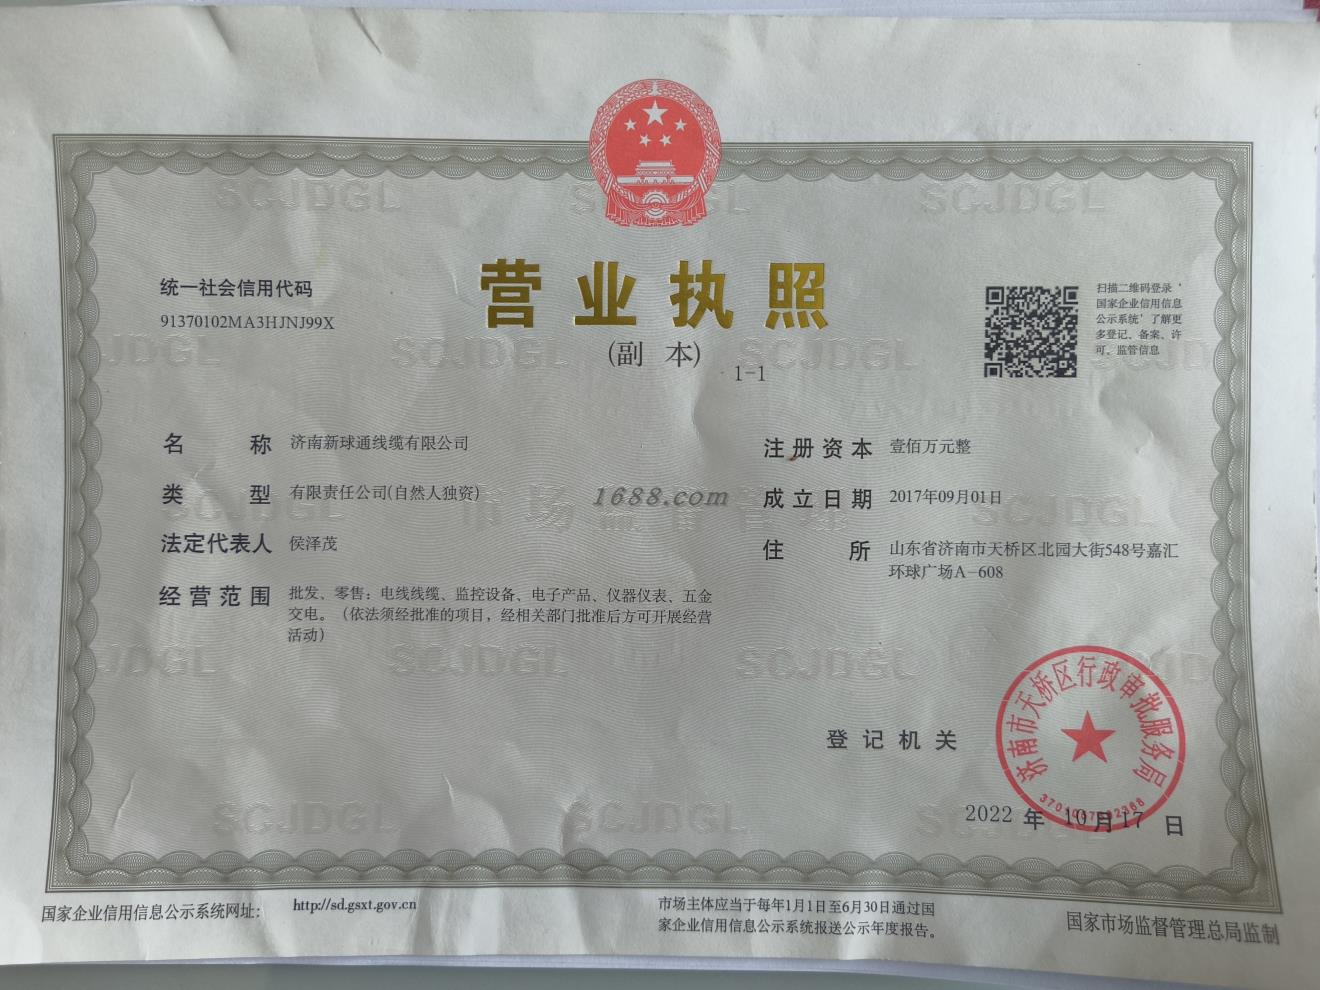 营业执照
(副 本)
1-1
统一社会信用代码
91370102MA3HJNJ99X
扫描二维码登录‘
国家企业信用信息
公示系统’了解更
多登记、备案、许
可、监管信息
名 称 济南新球通线缆有限公司
类 型 有限责任公司(自然人独资)
法定代表人 侯泽茂
经营范围 批发、零售：电线线缆、监控设备、电子产品、仪器仪表、五金
交电。（依法须经批准的项目，经相关部门批准后方可开展经营
活动）
1688.com
注册资本 壹佰万元整
成立日期 2017年09月01日
住 所 山东省济南市天桥区北园大街548号嘉汇
环球广场A-608
登记机关
济南市天桥区行政审批服务局
2022 年 10月17 日
国家企业信用信息公示系统网址：
http://sd.gsxt.gov.cn
市场主体应当于每年1月1日至6月30日通过国
家企业信用信息公示系统报送公示年度报告。
国家市场监督管理总局监制
SCJDGL